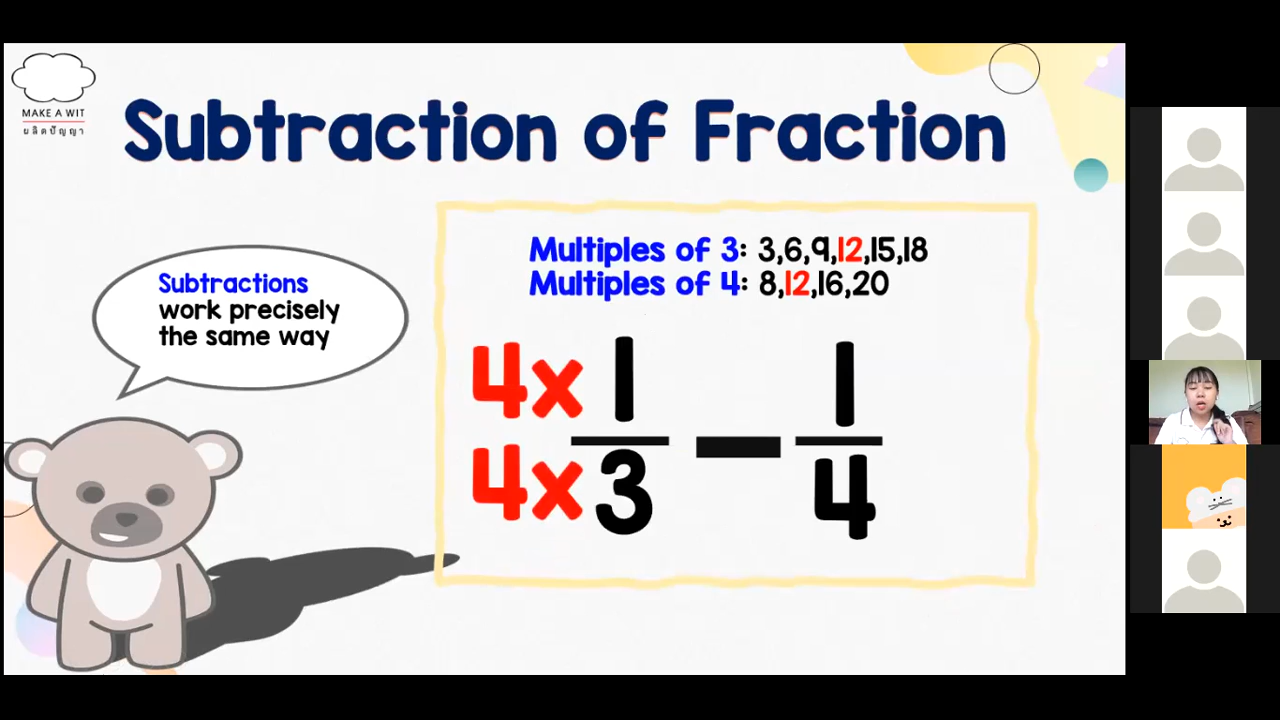 MAKE A WIT
ผลิตปัญญา
Subtraction of Fraction
Multiples of 3: 3,6,9,12,15,18
Multiples of 4: 8,12,16,20
Subtractions
work precisely
the same way
4x 1 1
—
4x 3 4